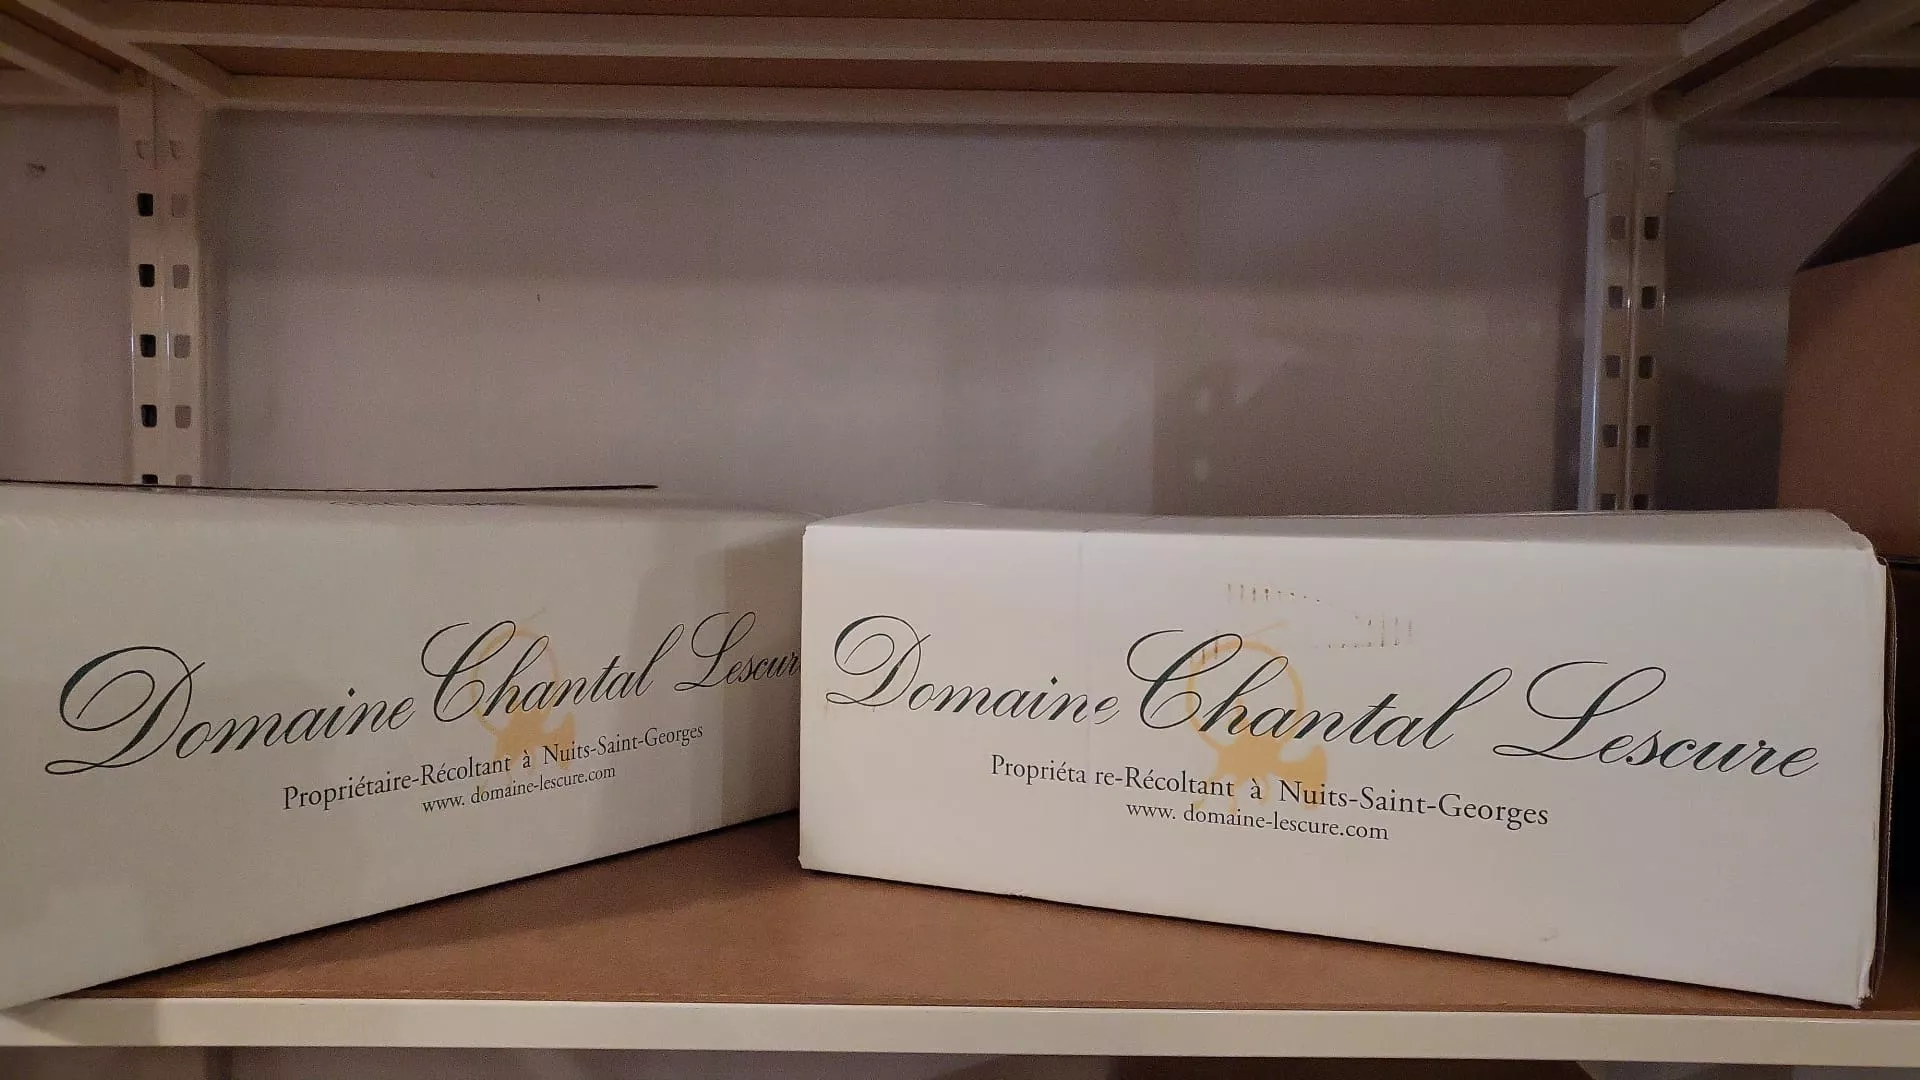 Domaine Chantal Lescur
Propriétaire-Récoltant à Nuits-Saint-Georges
www. domaine-lescure.com
Domaine Chantal Lescure
Propriéta re-Récoltant à Nuits-Saint-Georges
www. domaine-lescure.com